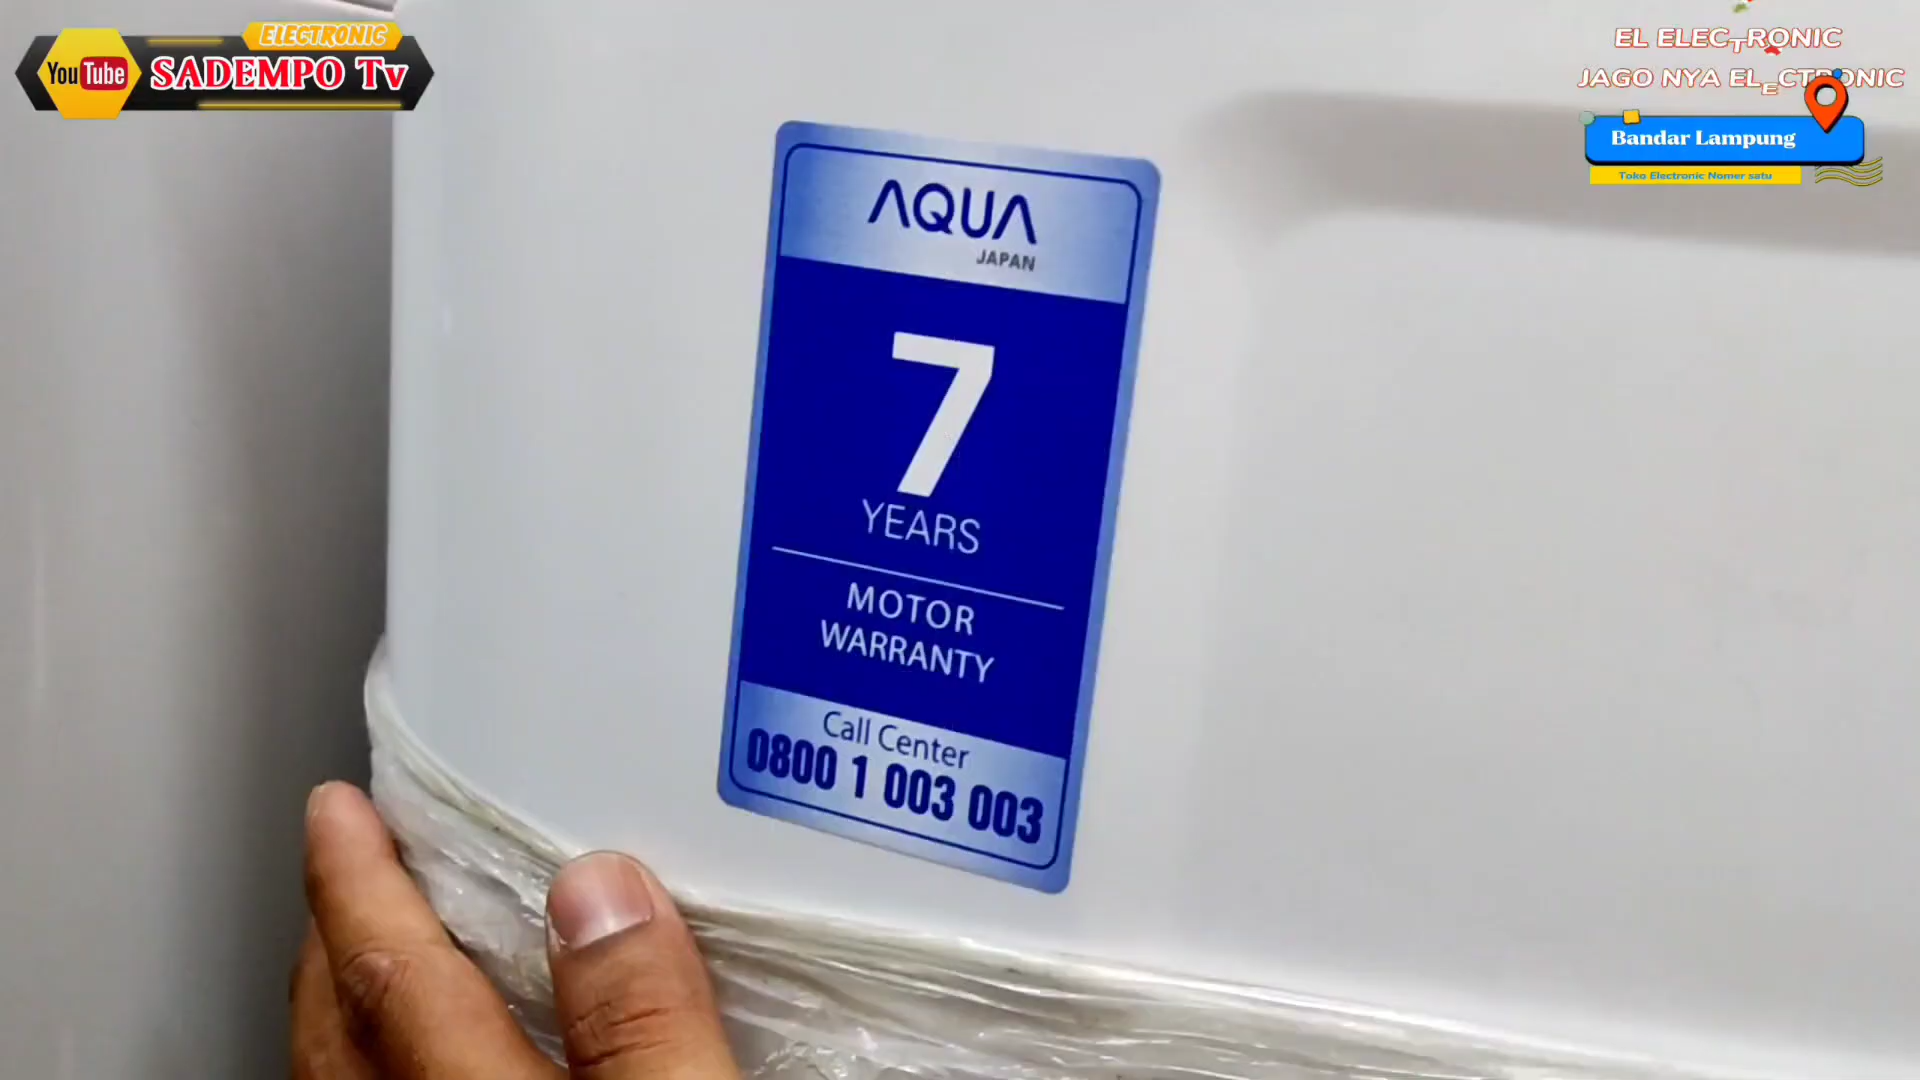 ELECTRONIC
YouTube SADEMPO Tv
EL ELECTRONIC
JAGO NYA ELECTRONIC
Bandar Lampung
Toko Electronic Nomer satu
AQUA
JAPAN
7
YEARS
MOTOR
WARRANTY
Call Center
0800 1 003 003